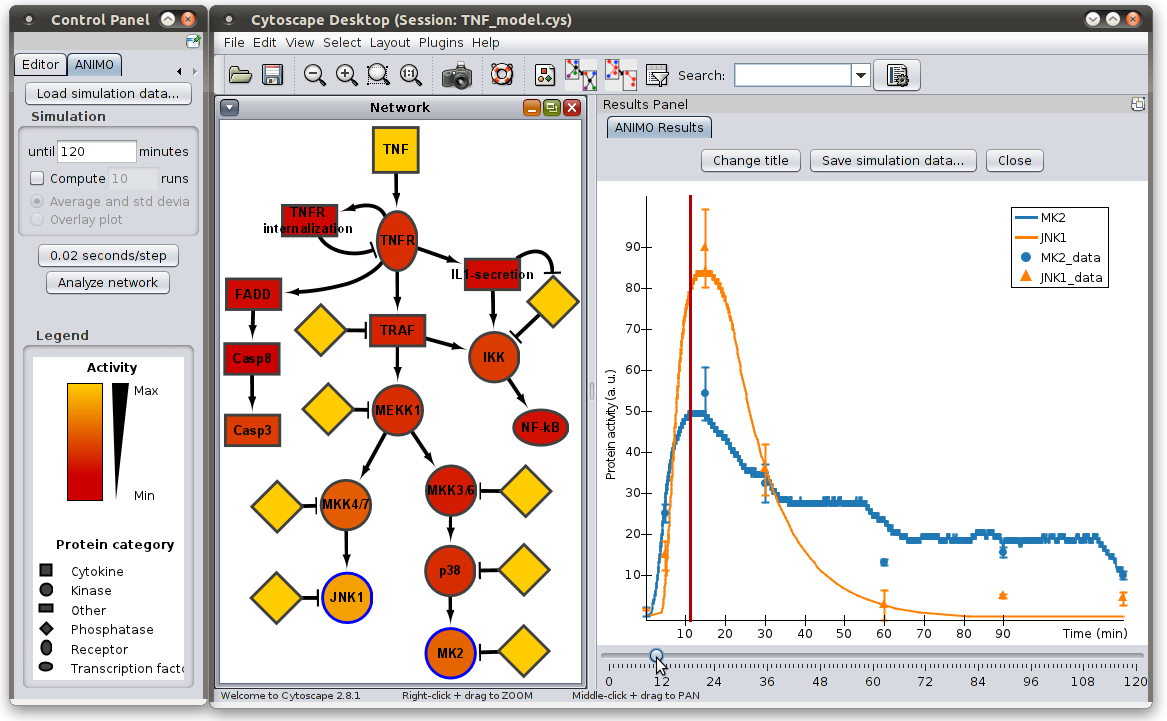 Control Panel
Editor
ANIMO
Load simulation data...
Simulation
until 120 minutes
Compute 10 runs
Average and std devia
Overlay plot
0.02 seconds/step
Analyze network
Legend
Activity
Max
Min
Protein category
Cytokine
Kinase
Other
Phosphatase
Receptor
Transcription facto
Cytoscape Desktop (Session: TNF_model.cys)
File Edit View Select Layout Plugins Help
1:1
Search:
Network
TNF
TNFR
internalization
TNFR
IL1-secretion
FADD
TRAF
IKK
Casp8
MEKK1
Casp3
NF-kB
MKK4/7
MKK3/6
p38
JNK1
MK2
Results Panel
ANIMO Results
Change title
Save simulation data...
Close
MK2
JNK1
MK2_data
JNK1_data
Protein activity (a. u.)
90
80
70
60
50
40
30
20
10
10 20 30 40 50 60 70 80 90 Time (min)
0 12 24 36 48 60 72 84 96 108 120
Welcome to Cytoscape 2.8.1 Right-click + drag to ZOOM Middle-click + drag to PAN